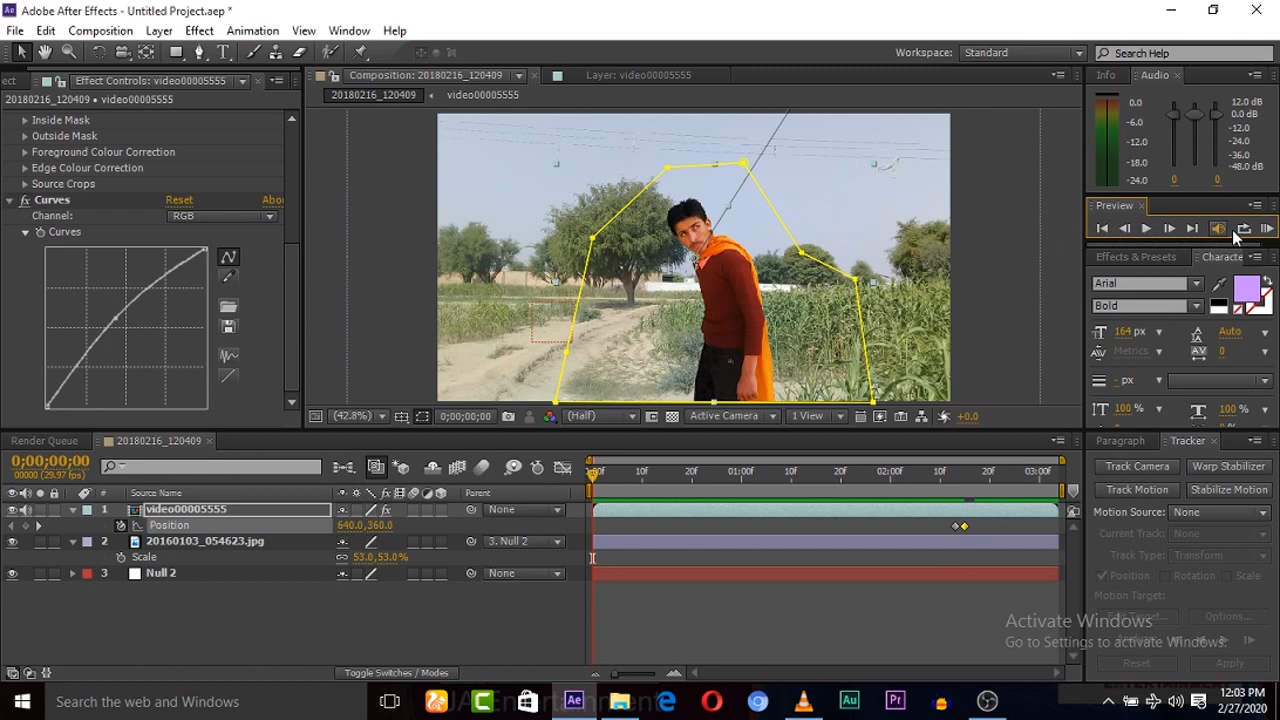 Adobe After Effects - Untitled Project.aep *
File Edit Composition Layer Effect Animation View Window Help
Workspace: Standard Search Help
ect Effect Controls: video00005555 Composition: 20180216_120409 Layer: video00005555 Info Audio
20180216_120409 • video00005555 20180216_120409 video00005555
Inside Mask
Outside Mask
Foreground Colour Correction
Edge Colour Correction
Source Crops
fx Curves Reset Abou
Channel: RGB
Curves
0.0
-6.0
-12.0
-18.0
-24.0
12.0 dB
0.0 dB
-12.0
-24.0
-36.0
-48.0 dB
0 0
Preview
Effects & Presets Characte
Arial
Bold
164 px Auto
Metrics 0
- px
100 % 100 %
(42.8%) 0;00;00;00 (Half) Active Camera 1 View +0.0
Render Queue 20180216_120409 Paragraph Tracker
0;00;00;00
00000 (29.97 fps)
:00f 10f 20f 01:00f 10f 20f 02:00f 10f 20f 03:00f
# Source Name fx Parent
1 video00005555 fx None
Position 640.0,360.0
2 20160103_054623.jpg 3. Null 2
Scale 53.0,53.0%
3 Null 2 None
Toggle Switches / Modes
Track Camera Warp Stabilizer
Track Motion Stabilize Motion
Motion Source: None
Current Track: None
Track Type: Transform
Position Rotation Scale
Motion Target:
Edit Target... Options...
Reset Apply
Activate Windows
Go to Settings to activate Windows.
Search the web and Windows
Ae Au Pr
12:03 PM
2/27/2020